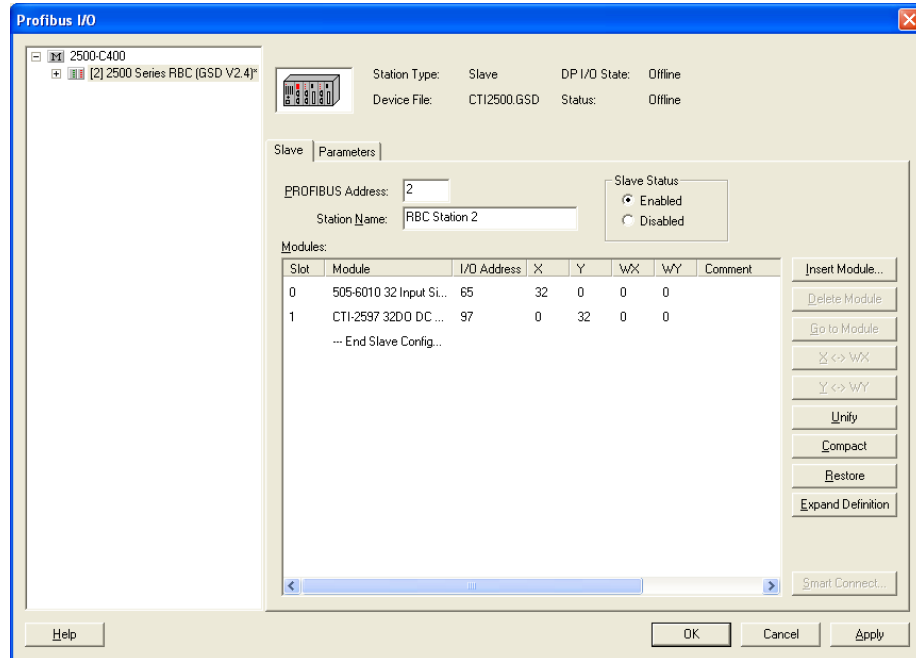 Profibus I/O
2500-C400
[2] 2500 Series RBC (GSD V2.4)*
Station Type: Slave DP I/O State: Offline
Device File: CTI2500.GSD Status: Offline
Slave Parameters
PROFIBUS Address: 2
Station Name: RBC Station 2
Slave Status
Enabled
Disabled
Modules:
Slot Module I/O Address X Y WX WY Comment
0 505-6010 32 Input Si... 65 32 0 0 0
1 CTI-2597 32DO DC ... 97 0 32 0 0
--- End Slave Config...
Insert Module...
Delete Module
Go to Module
X <-> WX
Y <-> WY
Unify
Compact
Restore
Expand Definition
Smart Connect...
Help OK Cancel Apply